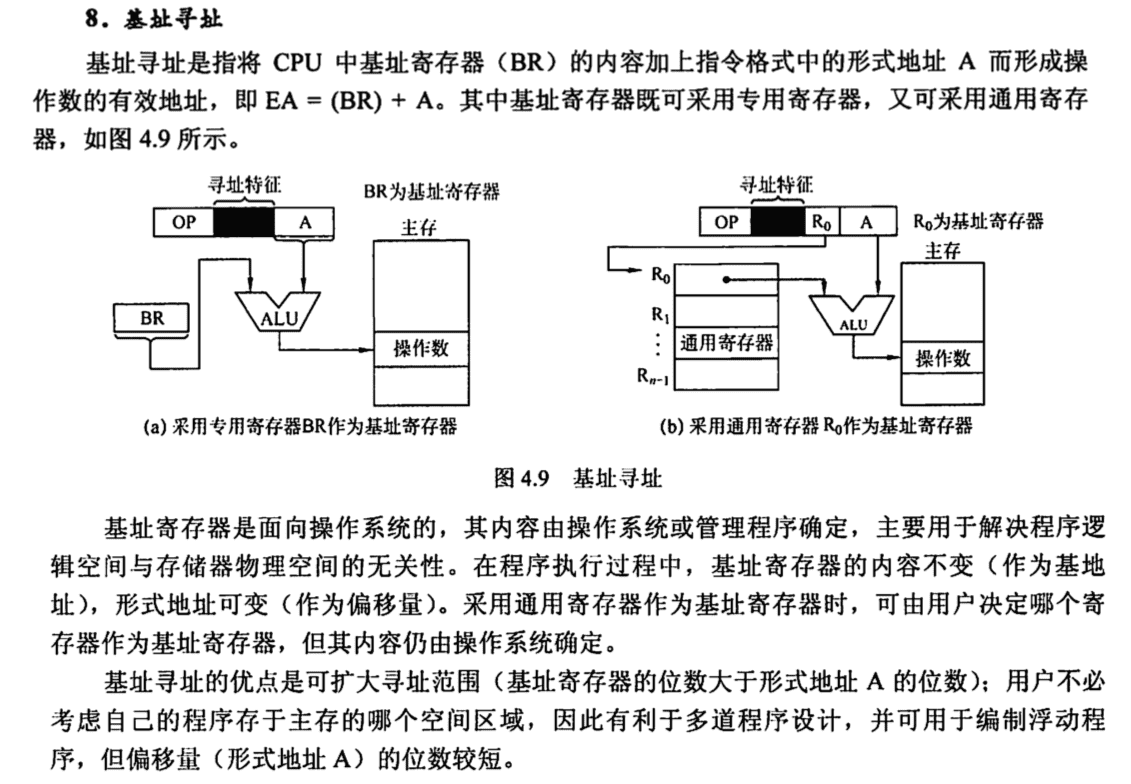 8．基址寻址
基址寻址是指将 CPU 中基址寄存器（BR）的内容加上指令格式中的形式地址 A 而形成操
作数的有效地址，即 EA = (BR) + A。其中基址寄存器既可采用专用寄存器，又可采用通用寄存
器，如图 4.9 所示。
寻址特征
BR为基址寄存器
OP
A
主存
BR
ALU
操作数
(a) 采用专用寄存器BR作为基址寄存器
寻址特征
OP
R₀
A
R₀为基址寄存器
主存
R₀
R₁
⋮
通用寄存器
Rₙ₋₁
ALU
操作数
(b) 采用通用寄存器 R₀作为基址寄存器
图 4.9 基址寻址
基址寄存器是面向操作系统的，其内容由操作系统或管理程序确定，主要用于解决程序逻
辑空间与存储器物理空间的无关性。在程序执行过程中，基址寄存器的内容不变（作为基地
址），形式地址可变（作为偏移量）。采用通用寄存器作为基址寄存器时，可由用户决定哪个寄
存器作为基址寄存器，但其内容仍由操作系统确定。
基址寻址的优点是可扩大寻址范围（基址寄存器的位数大于形式地址 A 的位数）；用户不必
考虑自己的程序存于主存的哪个空间区域，因此有利于多道程序设计，并可用于编制浮动程
序，但偏移量（形式地址 A）的位数较短。